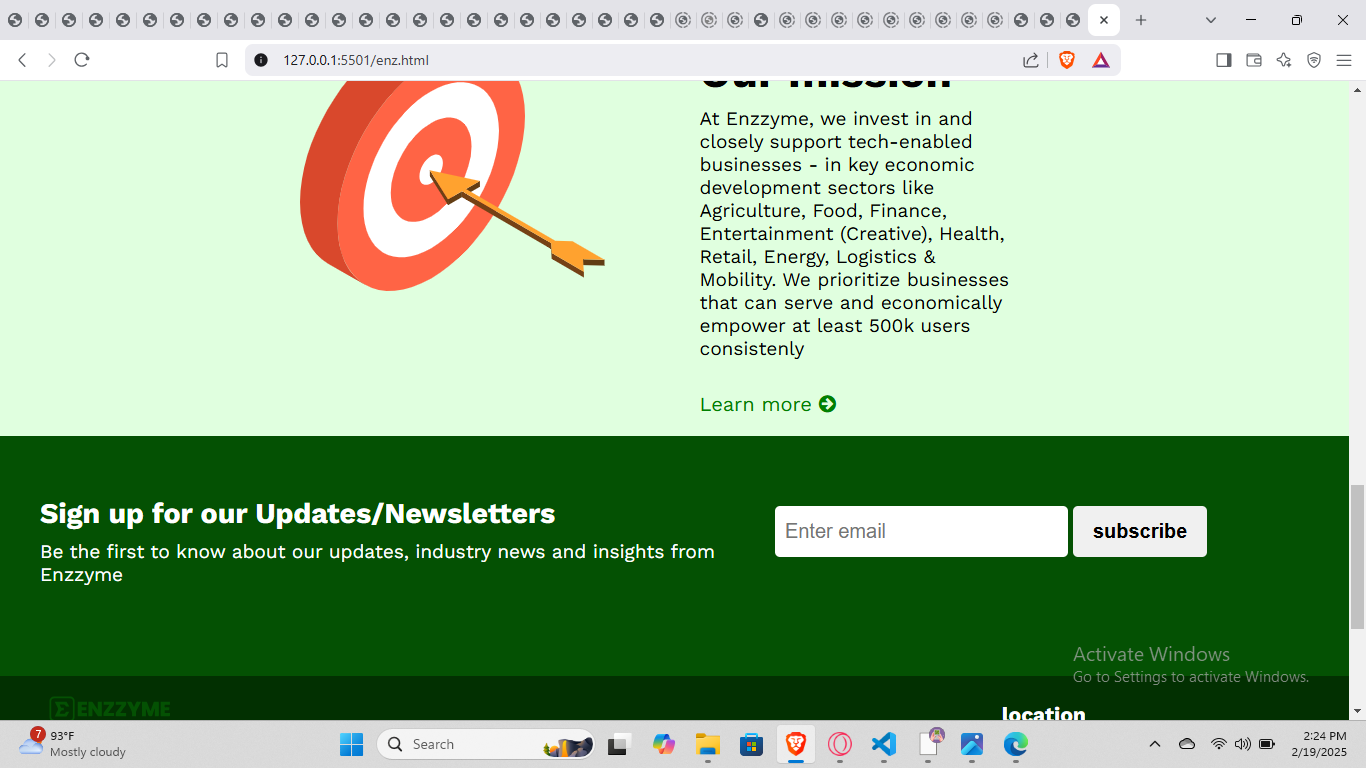 127.0.0.1:5501/enz.html
Our mission
At Enzzyme, we invest in and
closely support tech-enabled
businesses - in key economic
development sectors like
Agriculture, Food, Finance,
Entertainment (Creative), Health,
Retail, Energy, Logistics &
Mobility. We prioritize businesses
that can serve and economically
empower at least 500k users
consistenly
Learn more
Sign up for our Updates/Newsletters
Be the first to know about our updates, industry news and insights from
Enzzyme
Enter email
subscribe
Activate Windows
Go to Settings to activate Windows.
ENZZYME
location
7
93°F
Mostly cloudy
Search
2:24 PM
2/19/2025